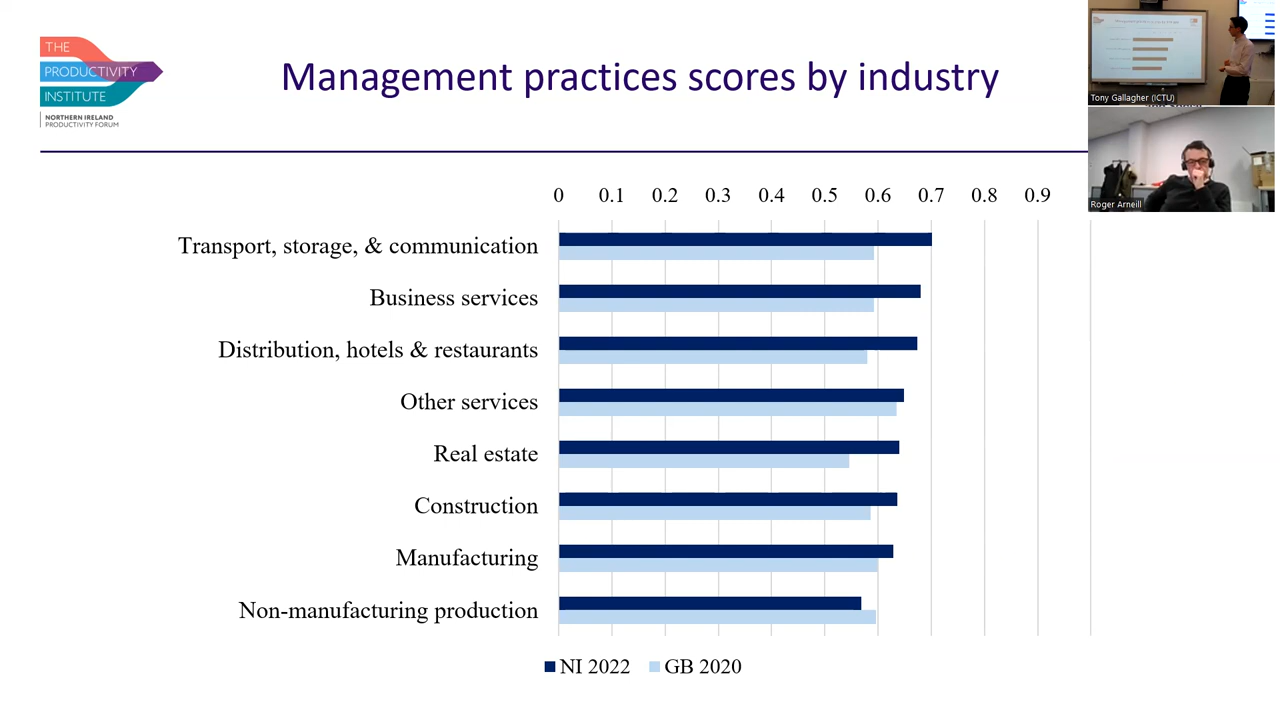 THE
PRODUCTIVITY
INSTITUTE
NORTHERN IRELAND
PRODUCTIVITY FORUM
Management practices scores by industry
0 0.1 0.2 0.3 0.4 0.5 0.6 0.7 0.8 0.9
Transport, storage, & communication
Business services
Distribution, hotels & restaurants
Other services
Real estate
Construction
Manufacturing
Non-manufacturing production
NI 2022 GB 2020
Tony Gallagher (ICTU)
Roger Arneill